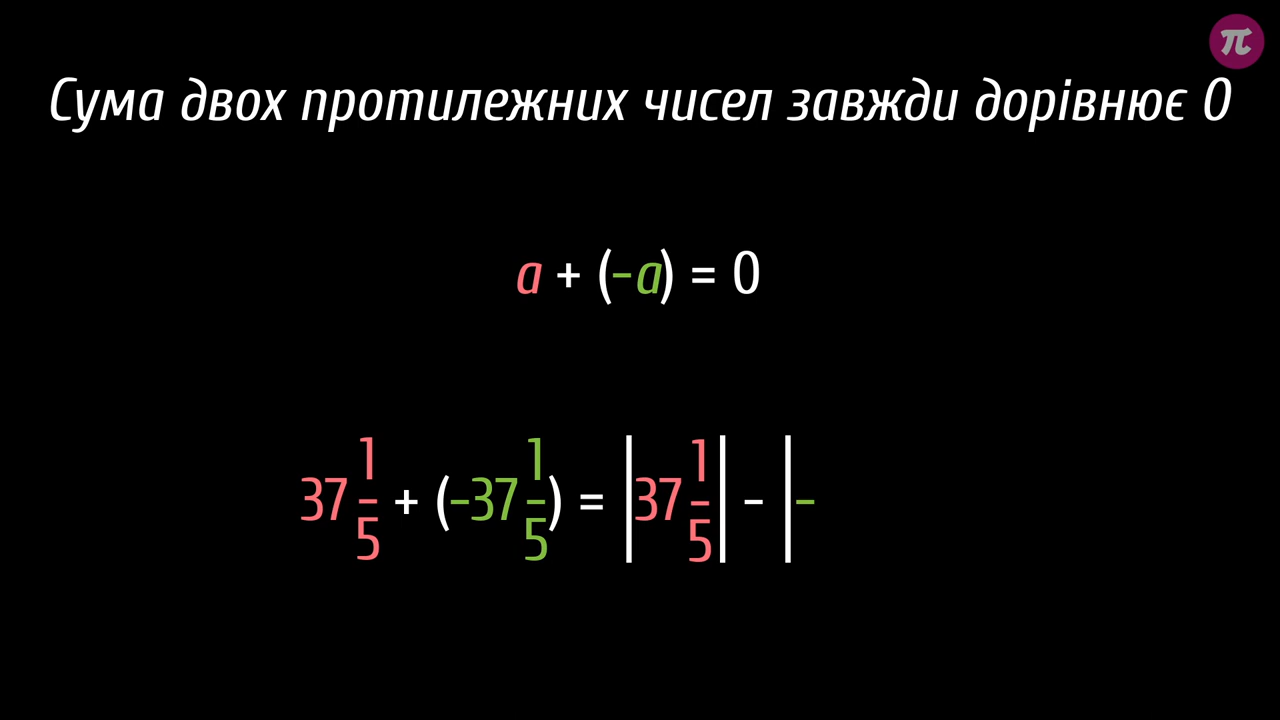 π
Сума двох протилежних чисел завжди дорівнює 0
a + (-a) = 0
37 1/5 + (-37 1/5) = |37 1/5| - |-